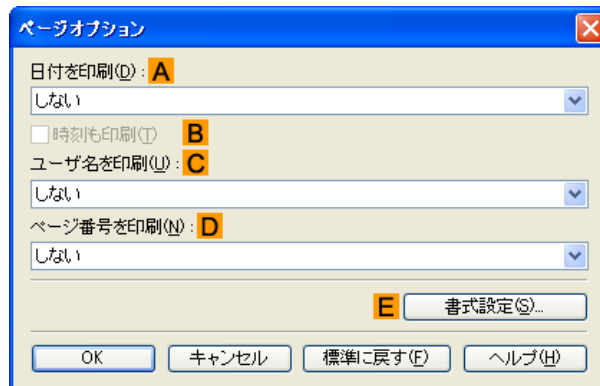 ページオプション
日付を印刷(D) : A
しない
時刻も印刷(T) B
ユーザ名を印刷(U) : C
しない
ページ番号を印刷(N) : D
しない
E 書式設定(S)...
OK キャンセル 標準に戻す(F) ヘルプ(H)